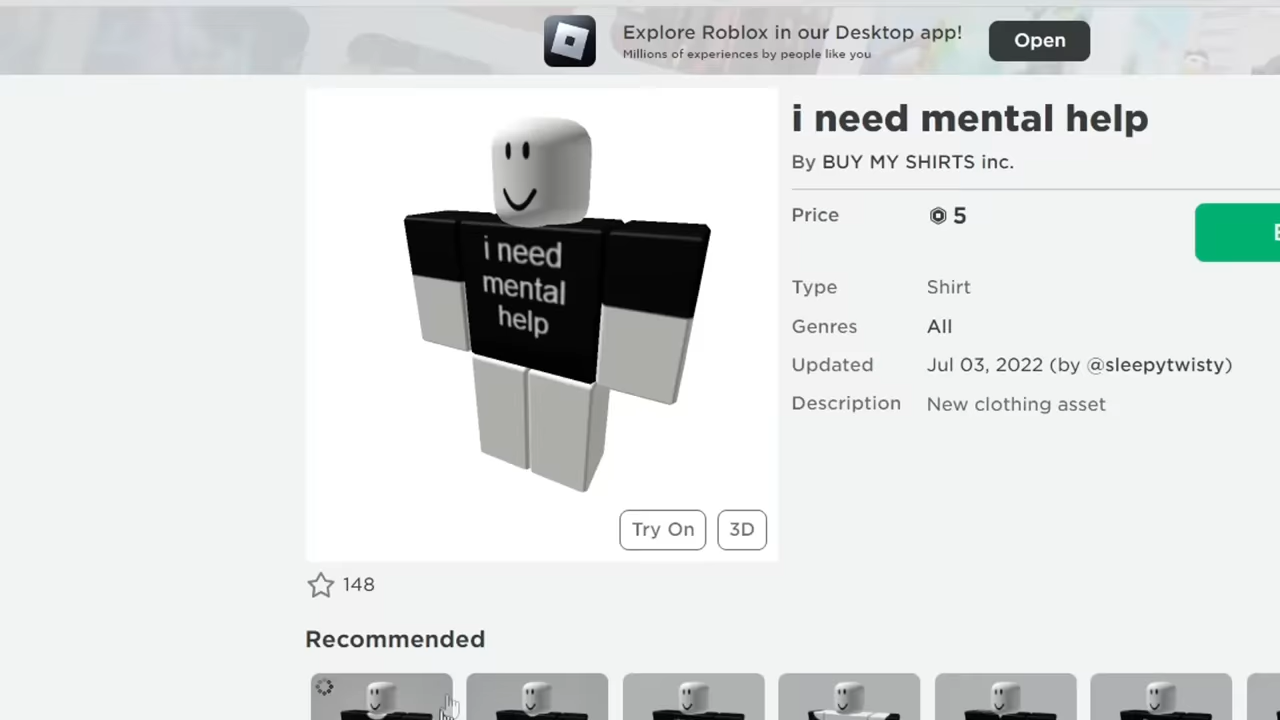 Explore Roblox in our Desktop app!
Millions of experiences by people like you
Open
i need mental help
By BUY MY SHIRTS inc.
i need
mental
help
Price 5
Type Shirt
Genres All
Updated Jul 03, 2022 (by @sleepytwisty)
Description New clothing asset
Try On 3D
148
Recommended